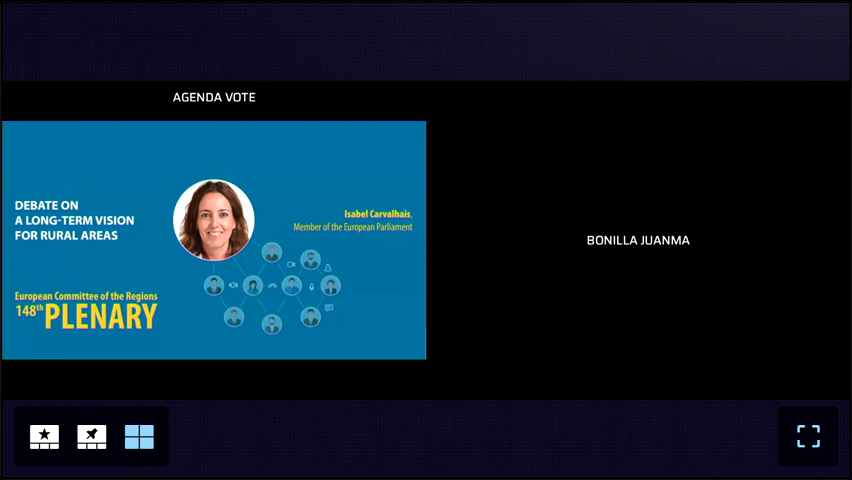 AGENDA VOTE
DEBATE ON
A LONG-TERM VISION
FOR RURAL AREAS
Isabel Carvalhais,
Member of the European Parliament
European Committee of the Regions
148th PLENARY
BONILLA JUANMA